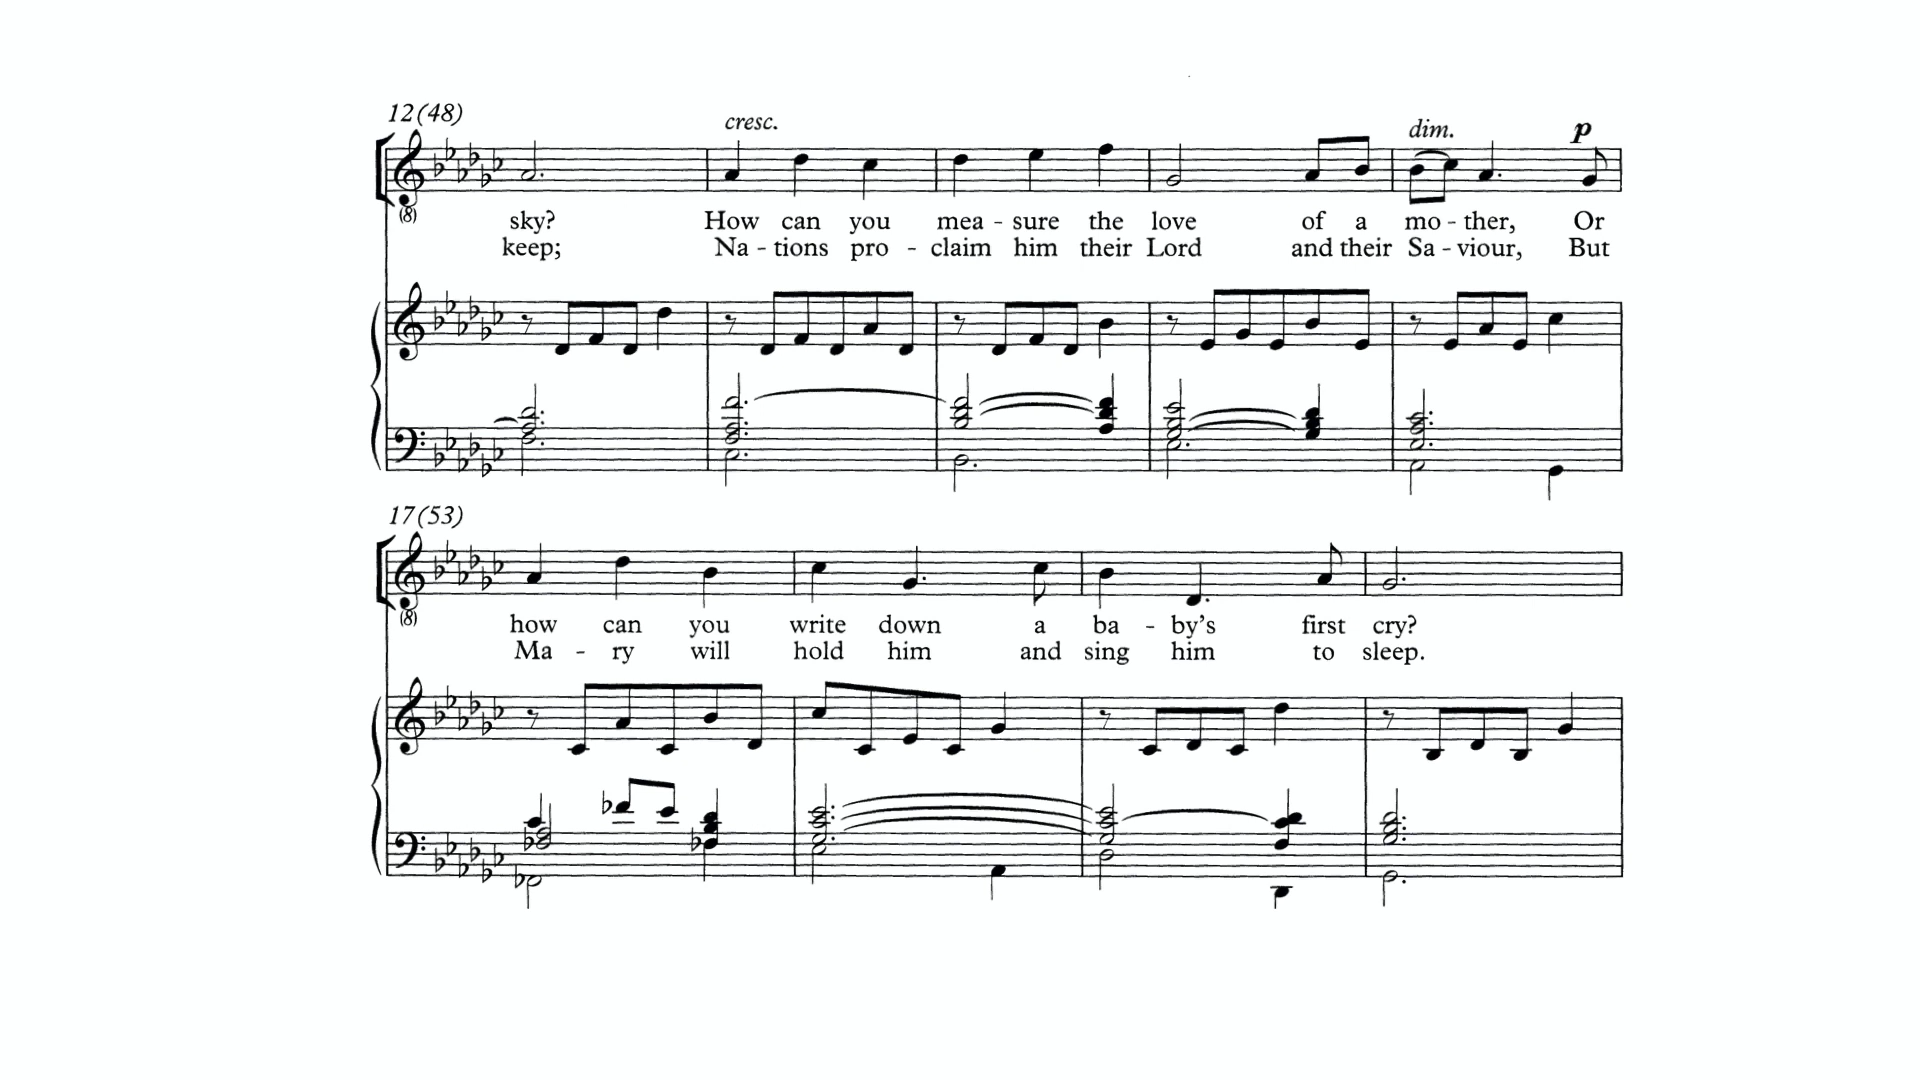 12(48)
cresc.
dim.
p
(8)
sky? How can you mea - sure the love of a mo - ther, Or
keep; Na - tions pro - claim him their Lord and their Sa - viour, But
17(53)
(8)
how can you write down a ba - by's first cry?
Ma - ry will hold him and sing him to sleep.